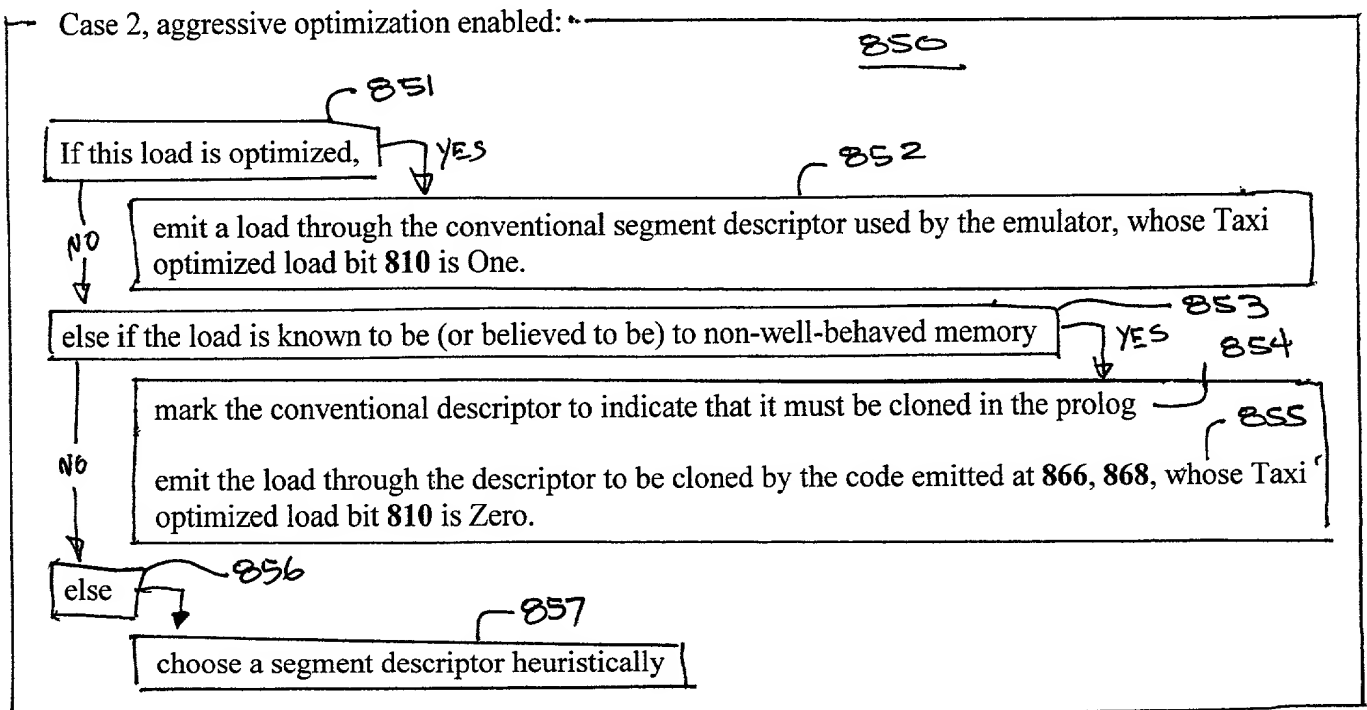 Case 2, aggressive optimization enabled:
850
851
If this load is optimized,
YES
852
NO
emit a load through the conventional segment descriptor used by the emulator, whose Taxi
optimized load bit 810 is One.
853
else if the load is known to be (or believed to be) to non-well-behaved memory
YES
854
mark the conventional descriptor to indicate that it must be cloned in the prolog
855
NO
emit the load through the descriptor to be cloned by the code emitted at 866, 868, whose Taxi
optimized load bit 810 is Zero.
856
else
857
choose a segment descriptor heuristically